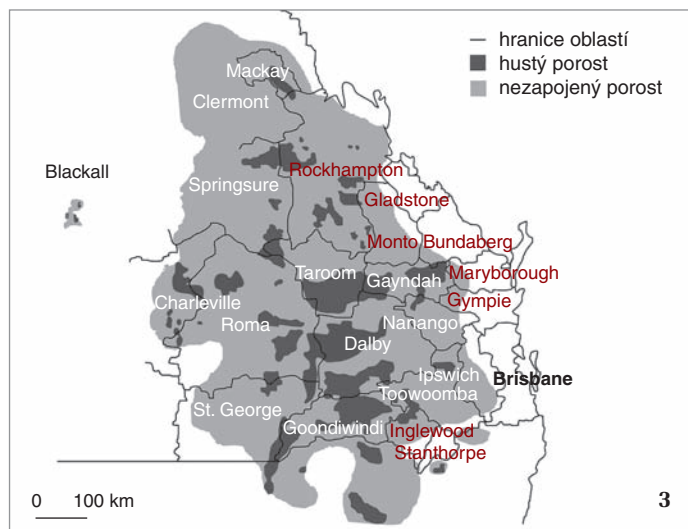 hranice oblastí
hustý porost
nezapojený porost
Mackay
Clermont
Blackall
Springsure
Rockhampton
Gladstone
Monto Bundaberg
Taroom
Gayndah
Maryborough
Charleville
Gympie
Roma
Nanango
Dalby
Ipswich
Brisbane
Toowoomba
St. George
Goondiwindi
Inglewood
Stanthorpe
0 100 km
3